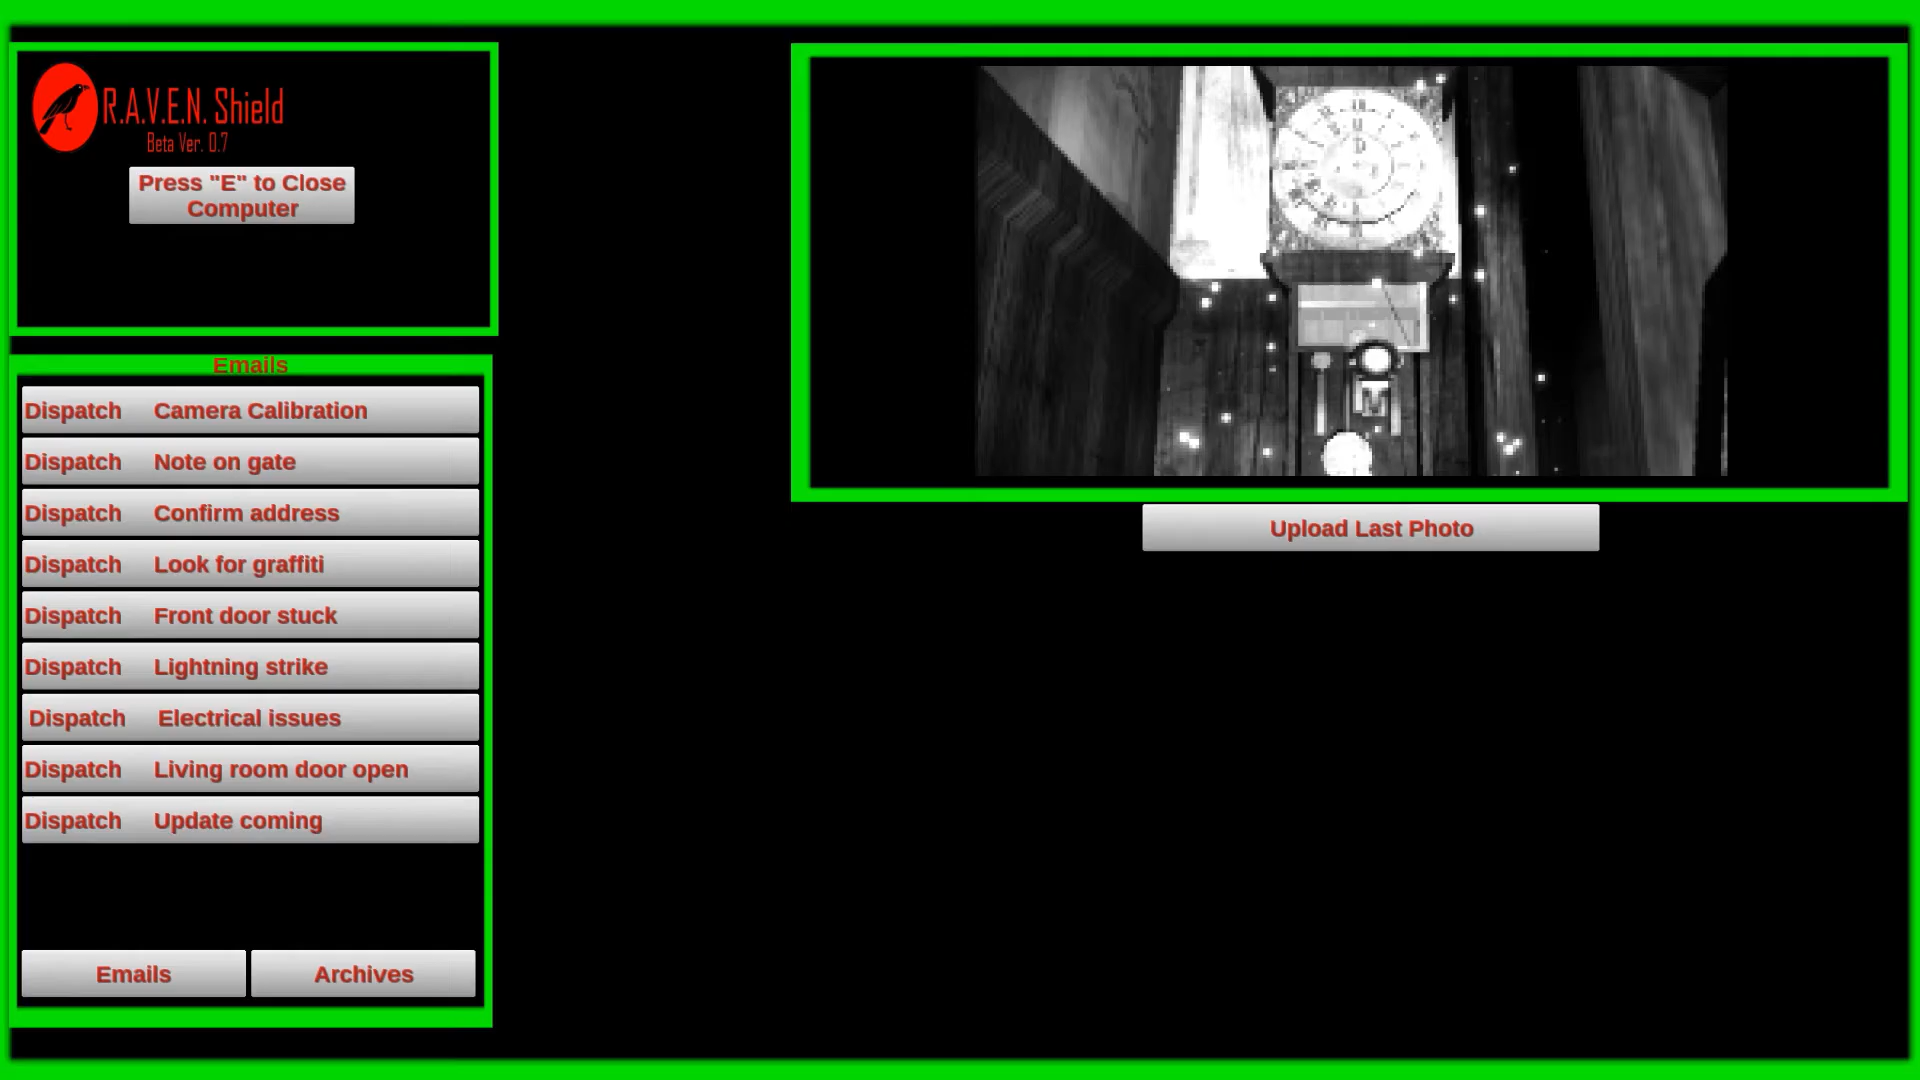 R.A.V.E.N. Shield
Beta Ver. 0.7
Press "E" to Close
Computer
Emails
Dispatch Camera Calibration
Dispatch Note on gate
Dispatch Confirm address
Dispatch Look for graffiti
Dispatch Front door stuck
Dispatch Lightning strike
Dispatch Electrical issues
Dispatch Living room door open
Dispatch Update coming
Emails Archives
M
Upload Last Photo